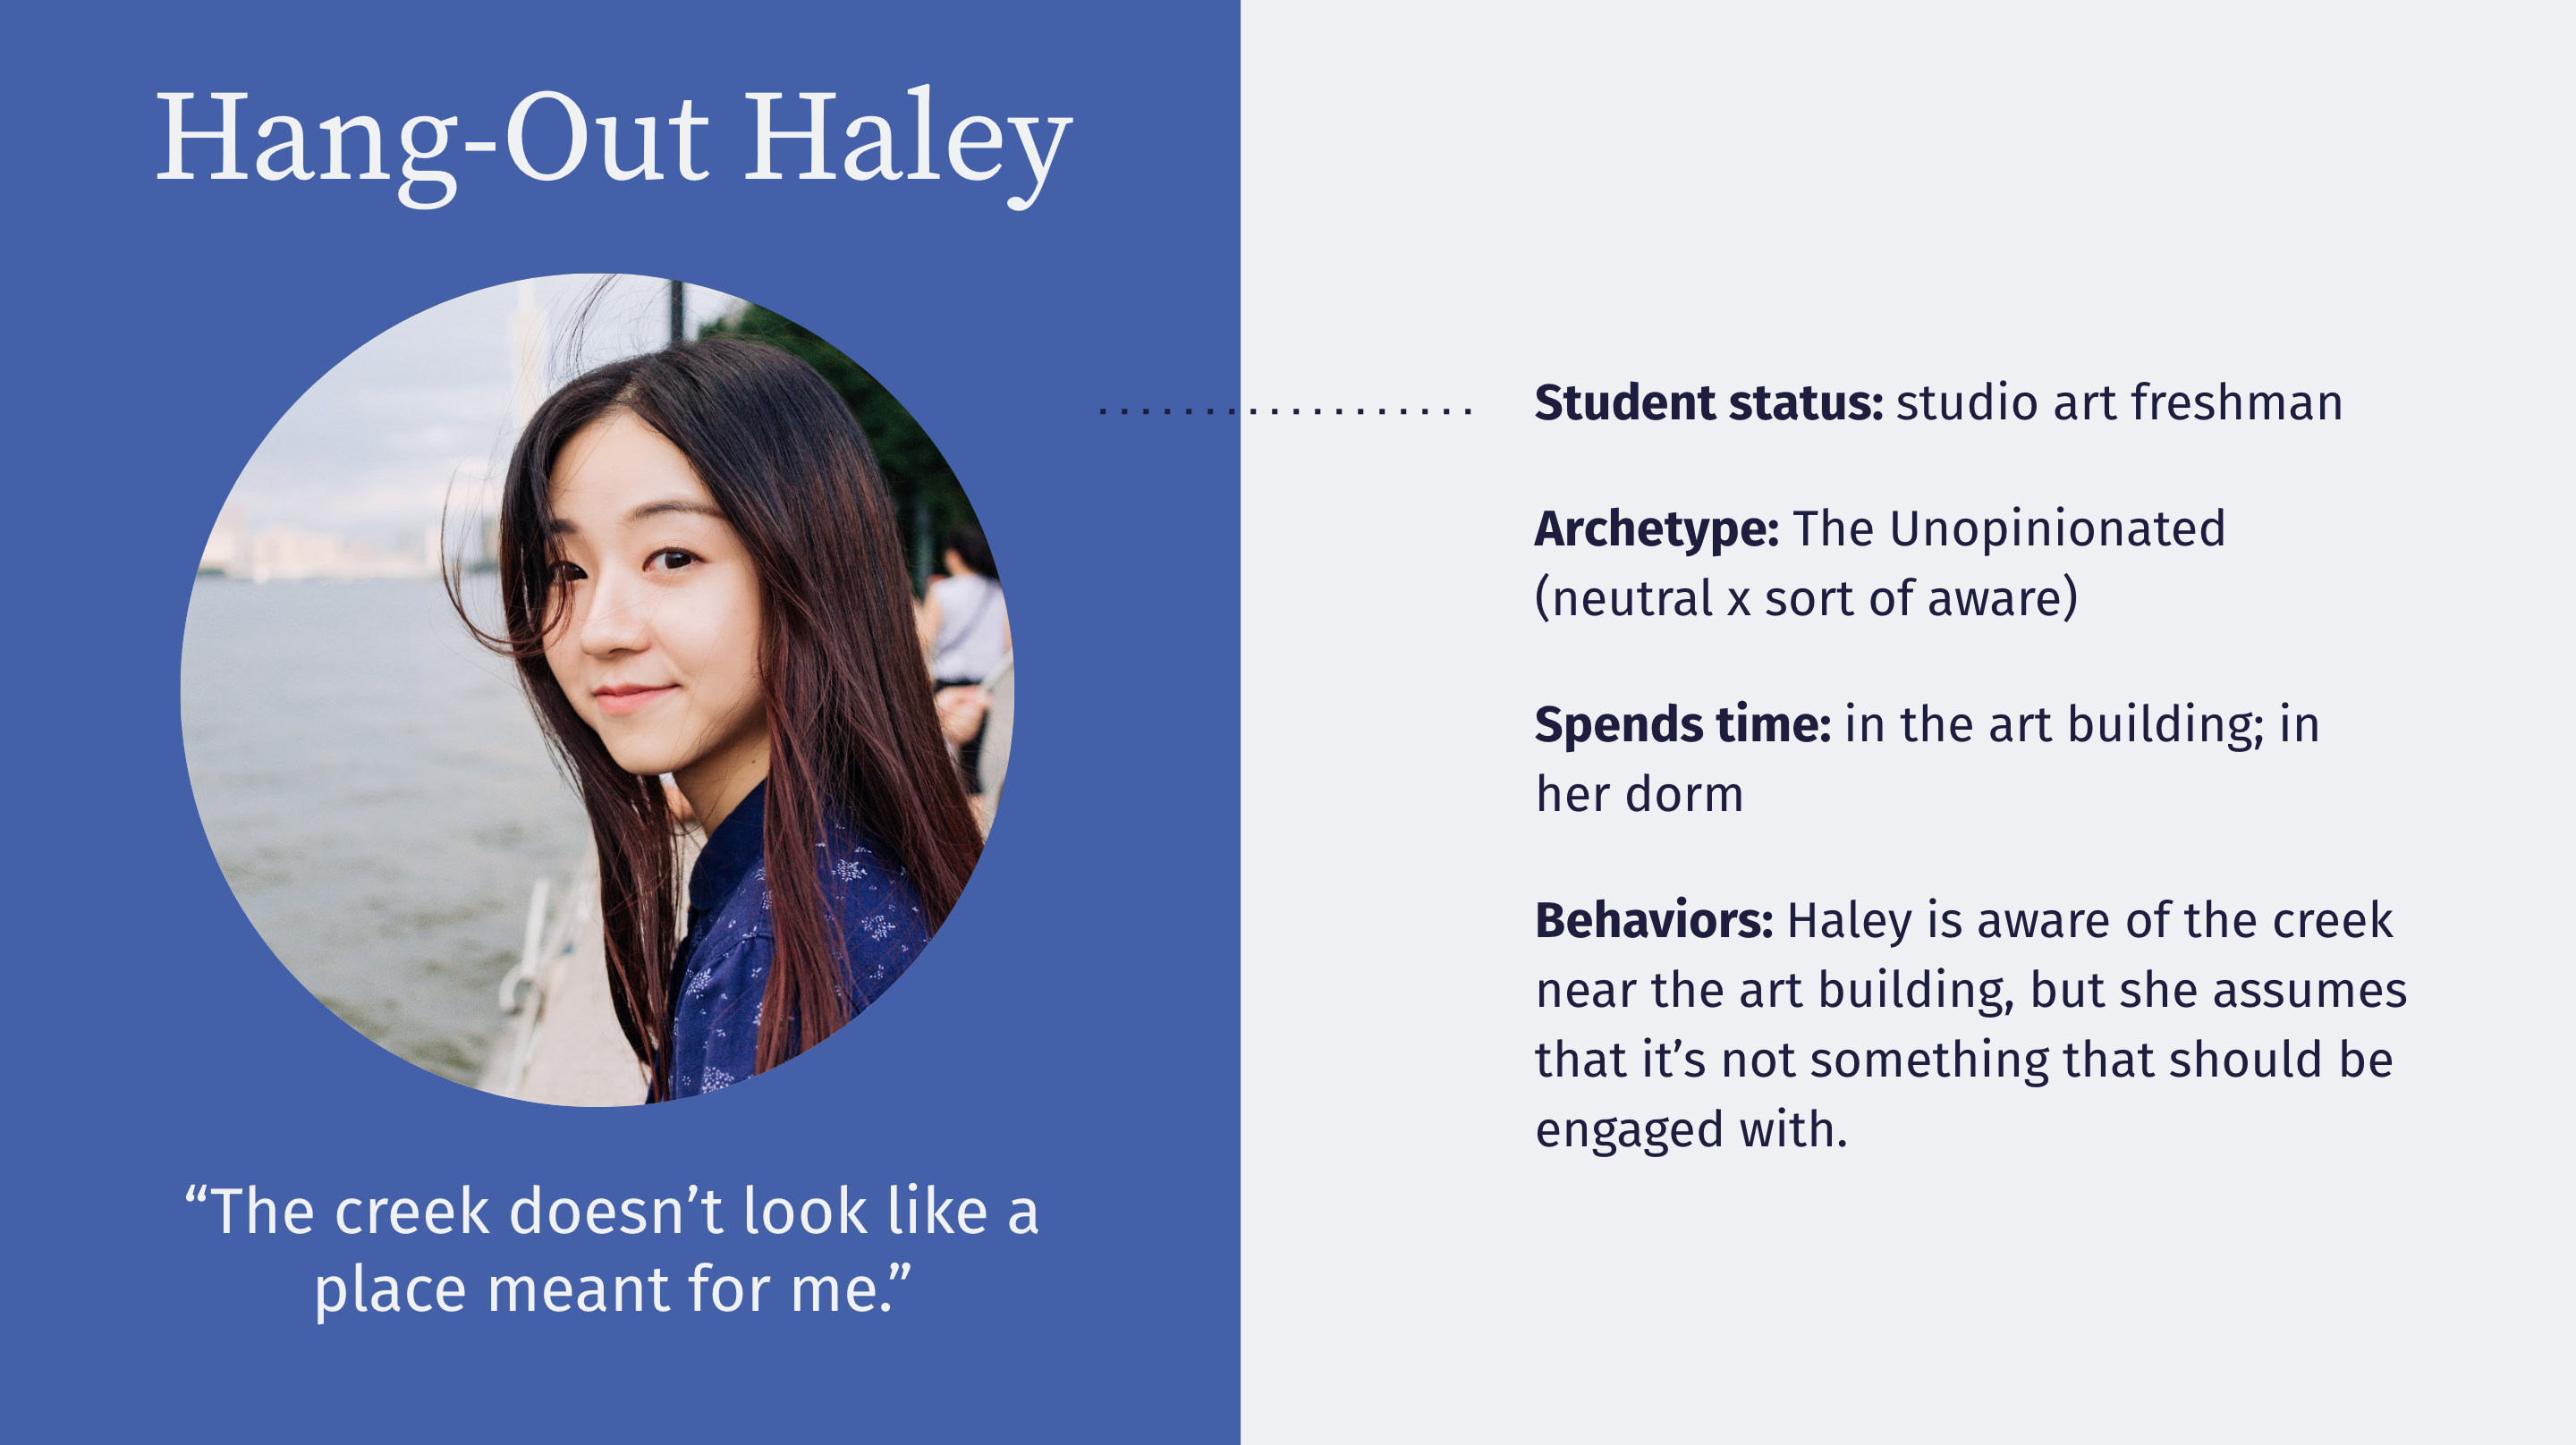 Hang-Out Haley
“The creek doesn’t look like a
place meant for me.”
Student status: studio art freshman
Archetype: The Unopinionated
(neutral x sort of aware)
Spends time: in the art building; in
her dorm
Behaviors: Haley is aware of the creek
near the art building, but she assumes
that it’s not something that should be
engaged with.